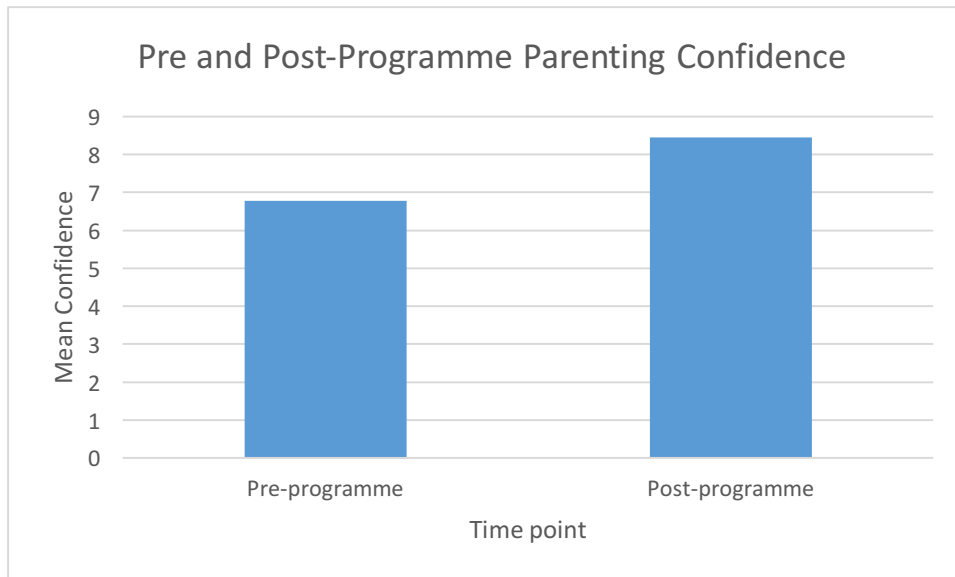 Pre and Post-Programme Parenting Confidence
Mean Confidence
9
8
7
6
5
4
3
2
1
0
Pre-programme Post-programme
Time point